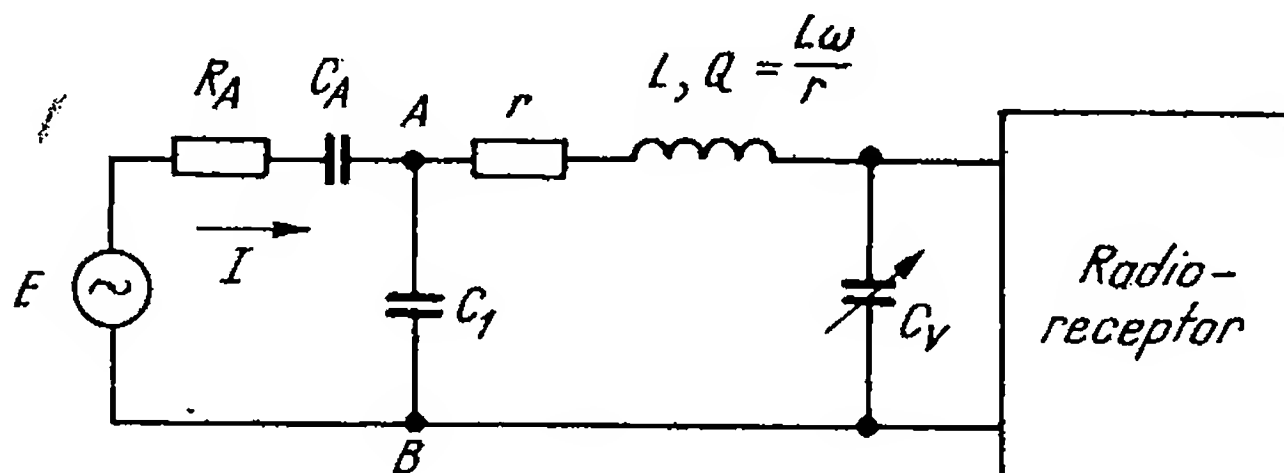 R_A
C_A
A
r
L, Q = Lω/r
I
E
C_1
C_V
B
Radio-
receptor